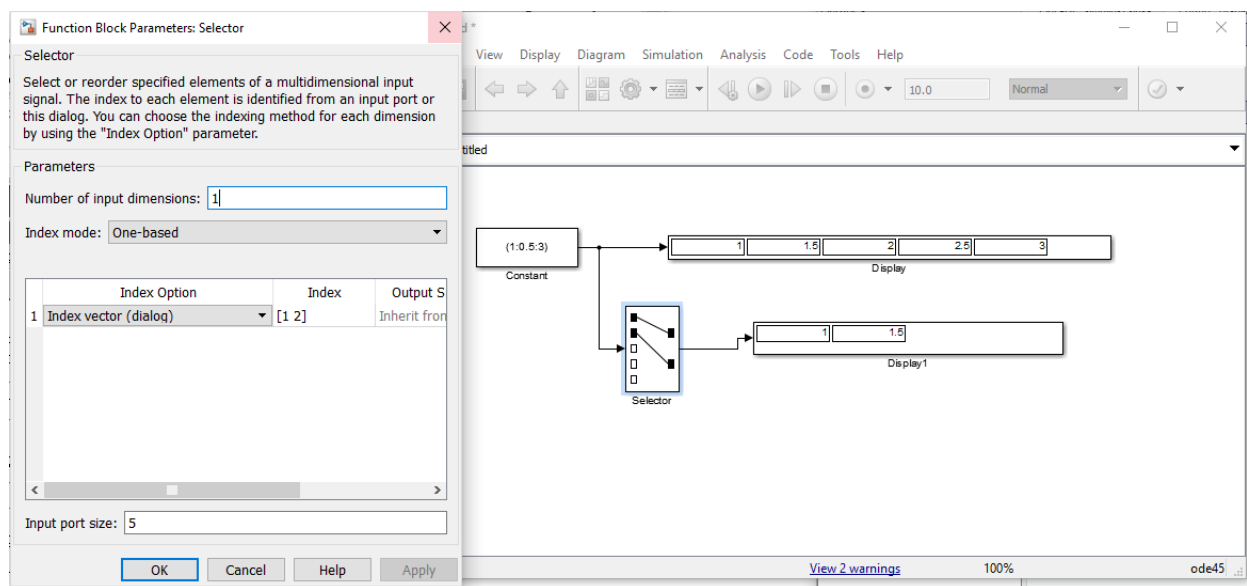 Function Block Parameters: Selector
Selector
Select or reorder specified elements of a multidimensional input
signal. The index to each element is identified from an input port or
this dialog. You can choose the indexing method for each dimension
by using the "Index Option" parameter.
Parameters
Number of input dimensions: 1
Index mode: One-based
Index Option Index Output S
1 Index vector (dialog) [1 2] Inherit fron
Input port size: 5
OK Cancel Help Apply
d *
View Display Diagram Simulation Analysis Code Tools Help
10.0 Normal
titled
(1:0.5:3)
Constant
1 1.5 2 2.5 3
Display
Selector
1 1.5
Display1
View 2 warnings 100% ode45